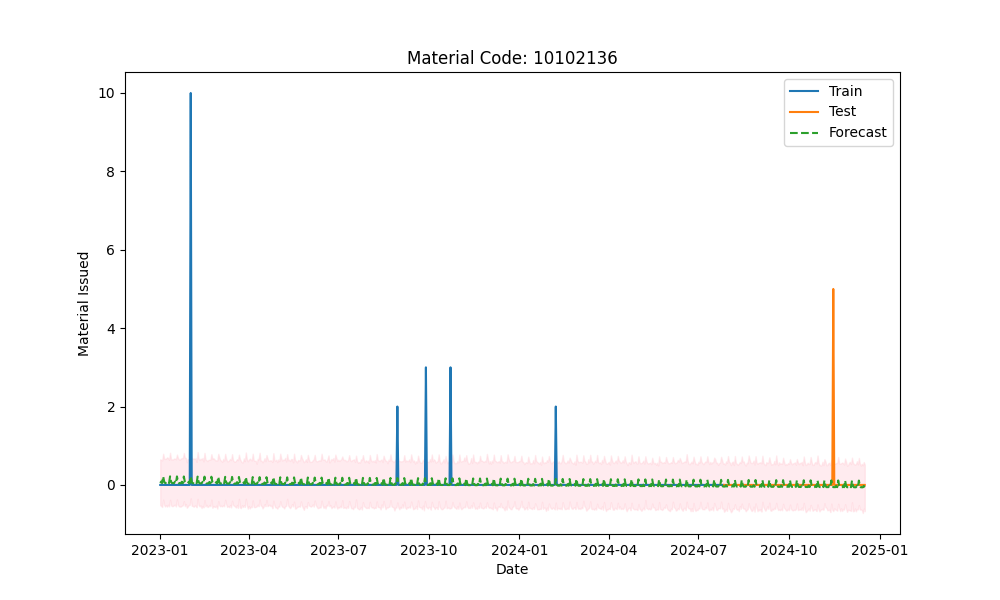 Material Code: 10102136
Train
Test
Forecast
Material Issued
10
8
6
4
2
0
2023-01 2023-04 2023-07 2023-10 2024-01 2024-04 2024-07 2024-10 2025-01
Date